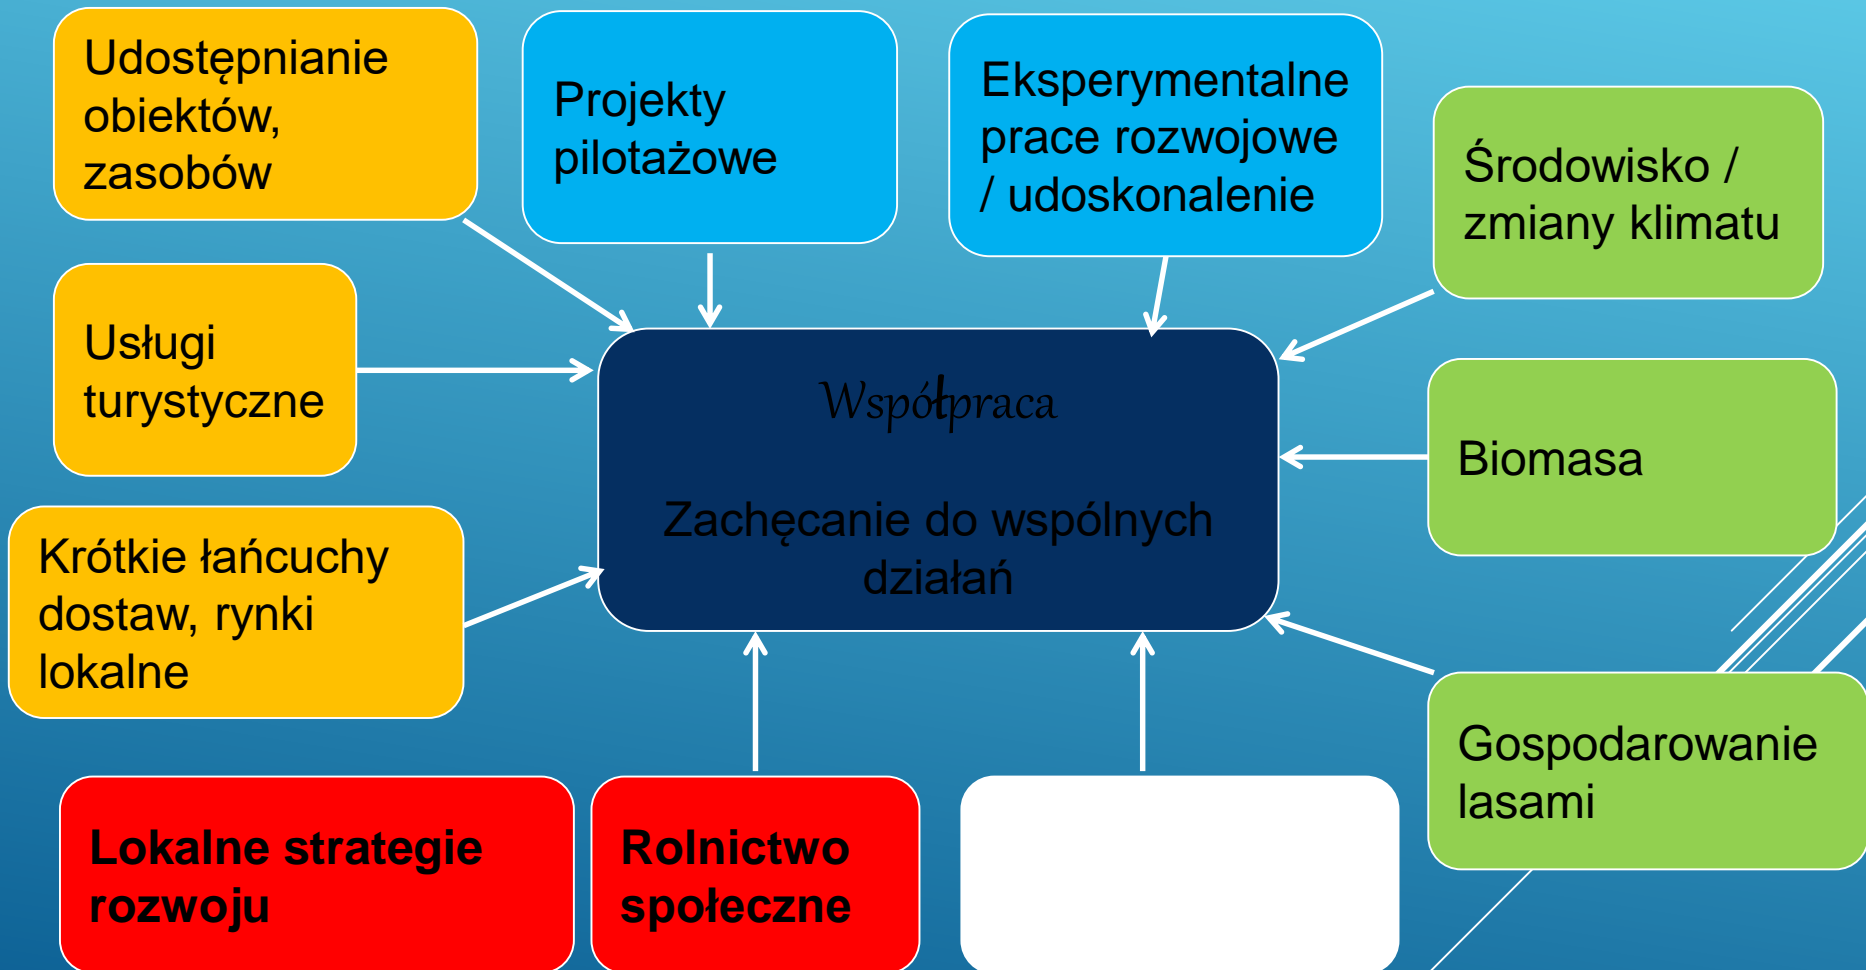 Udostępnianie
obiektów,
zasobów
Projekty
pilotażowe
Eksperymentalne
prace rozwojowe
/ udoskonalenie
Środowisko /
zmiany klimatu
Usługi
turystyczne
Współpraca
Zachęcanie do wspólnych
działań
Biomasa
Krótkie łańcuchy
dostaw, rynki
lokalne
Gospodarowanie
lasami
Lokalne strategie
rozwoju
Rolnictwo
społeczne